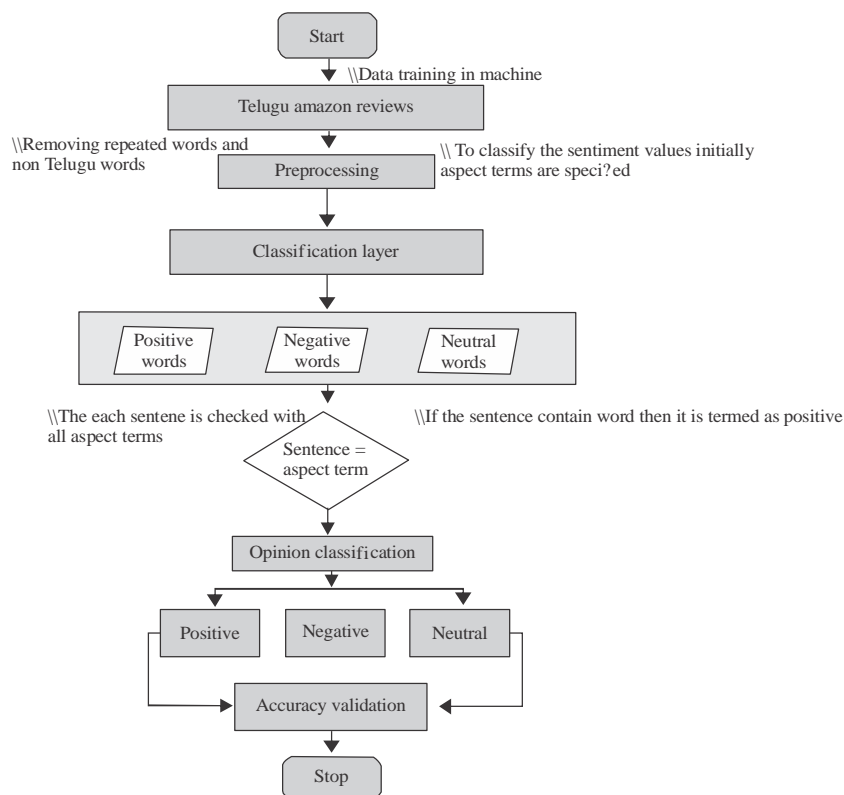 Start
\\Data training in machine
Telugu amazon reviews
\\Removing repeated words and
non Telugu words
\\ To classify the sentiment values initially
aspect terms are speci?ed
Preprocessing
Classification layer
Positive
words
Negative
words
Neutral
words
\\The each sentene is checked with
all aspect terms
\\If the sentence contain word then it is termed as positive
Sentence =
aspect term
Opinion classification
Positive
Negative
Neutral
Accuracy validation
Stop